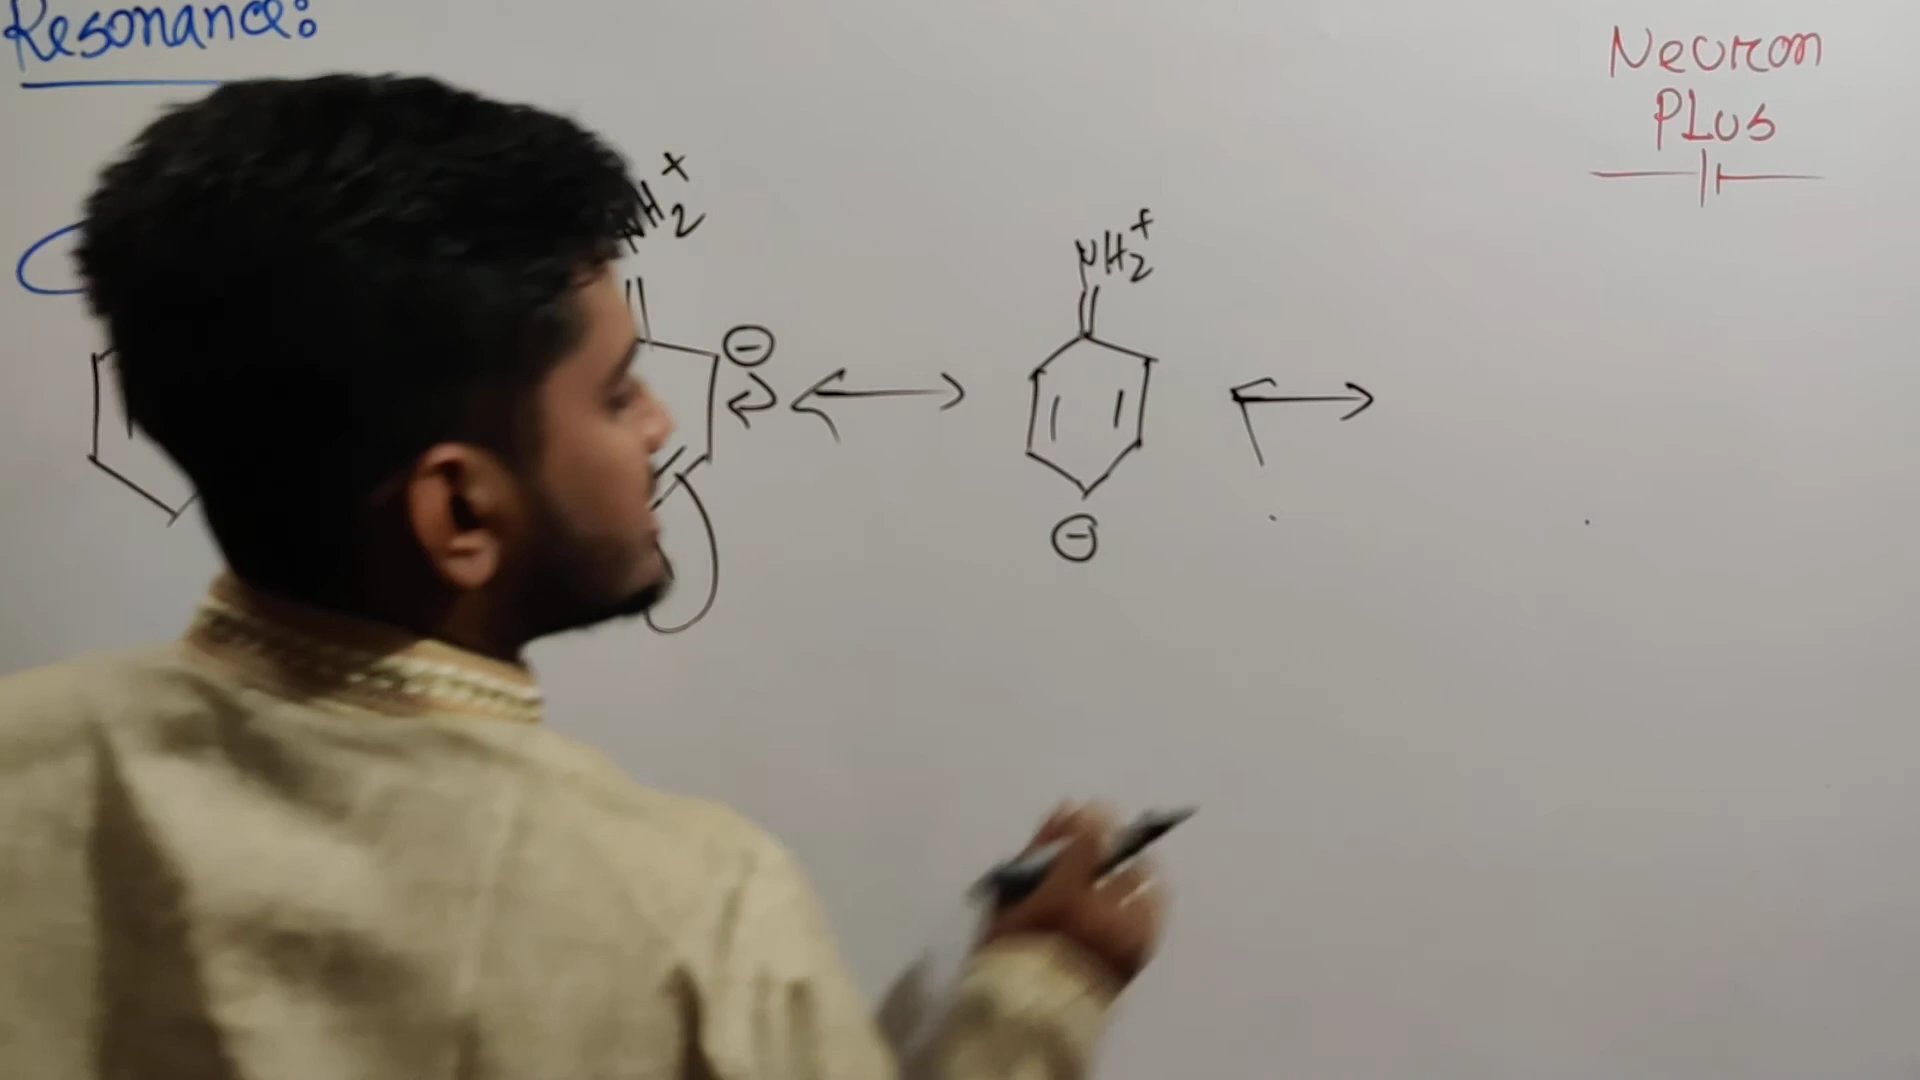 Resonance:
Neuron
PLus
NH2+
NH2+